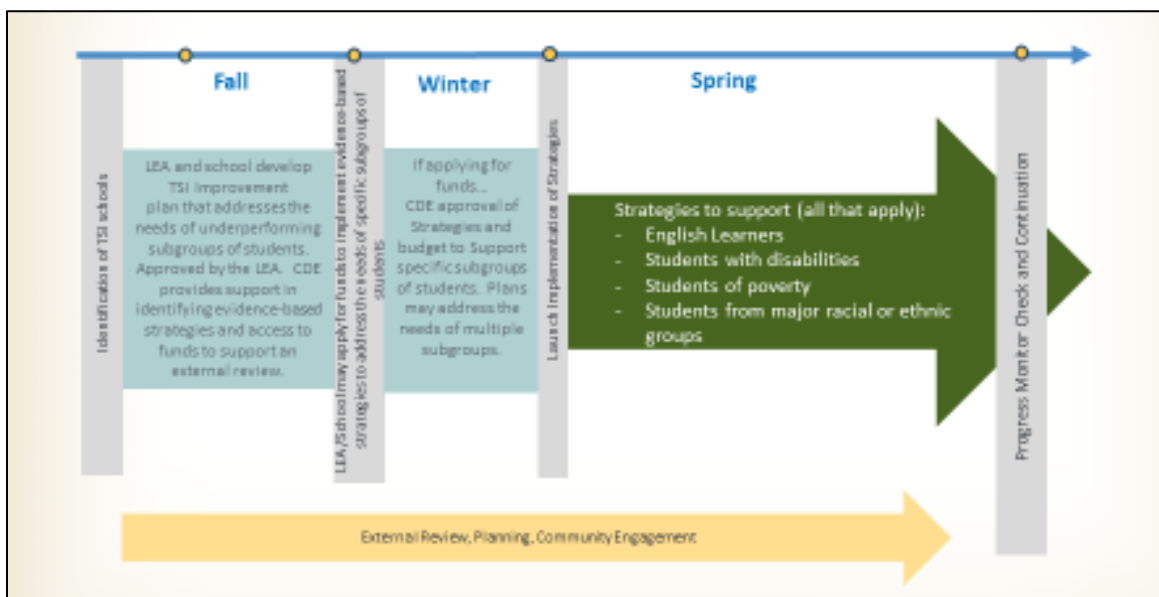 Fall
Winter
Spring
Identification of TSI schools
LEA and school develop
TSI Improvement
plan that addresses the
needs of underperforming
subgroups of students.
Approved by the LEA. CDE
provides support in
identifying evidence-based
strategies and access to
funds to support an
external review.
LEA/School may apply for funds to implement evidence-based
strategies to address the needs of specific subgroups of
students
If applying for
funds...
CDE approval of
Strategies and
budget to Support
specific subgroups
of students. Plans
may address the
needs of multiple
subgroups.
Launch Implementation of Strategies
Strategies to support (all that apply):
- English Learners
- Students with disabilities
- Students of poverty
- Students from major racial or ethnic
groups
Progress Monitor Check and Continuation
External Review, Planning, Community Engagement